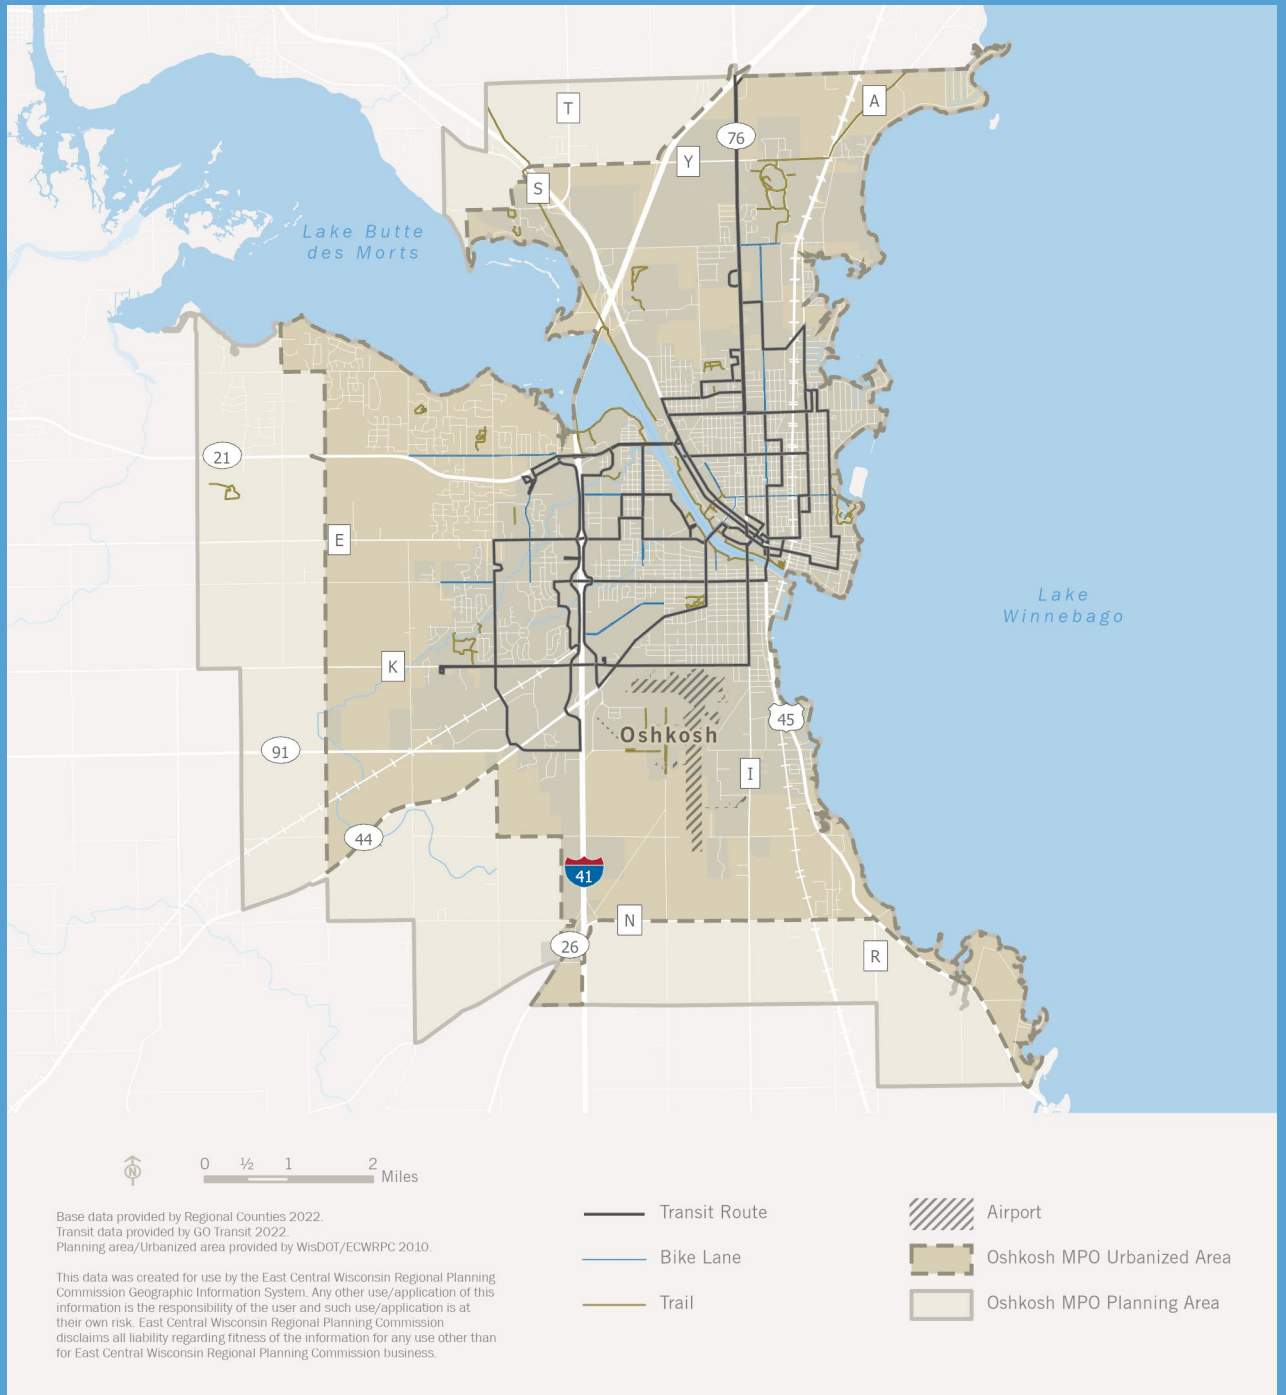 T
A
76
Y
S
Lake Butte
des Morts
21
E
Lake
Winnebago
K
45
Oshkosh
91
I
44
41
N
26
R
N
0 ½ 1 2
Miles
Base data provided by Regional Counties 2022.
Transit data provided by GO Transit 2022.
Planning area/Urbanized area provided by WisDOT/ECWRPC 2010.
This data was created for use by the East Central Wisconsin Regional Planning
Commission Geographic Information System. Any other use/application of this
information is the responsibility of the user and such use/application is at
their own risk. East Central Wisconsin Regional Planning Commission
disclaims all liability regarding fitness of the information for any use other than
for East Central Wisconsin Regional Planning Commission business.
Transit Route
Bike Lane
Trail
Airport
Oshkosh MPO Urbanized Area
Oshkosh MPO Planning Area